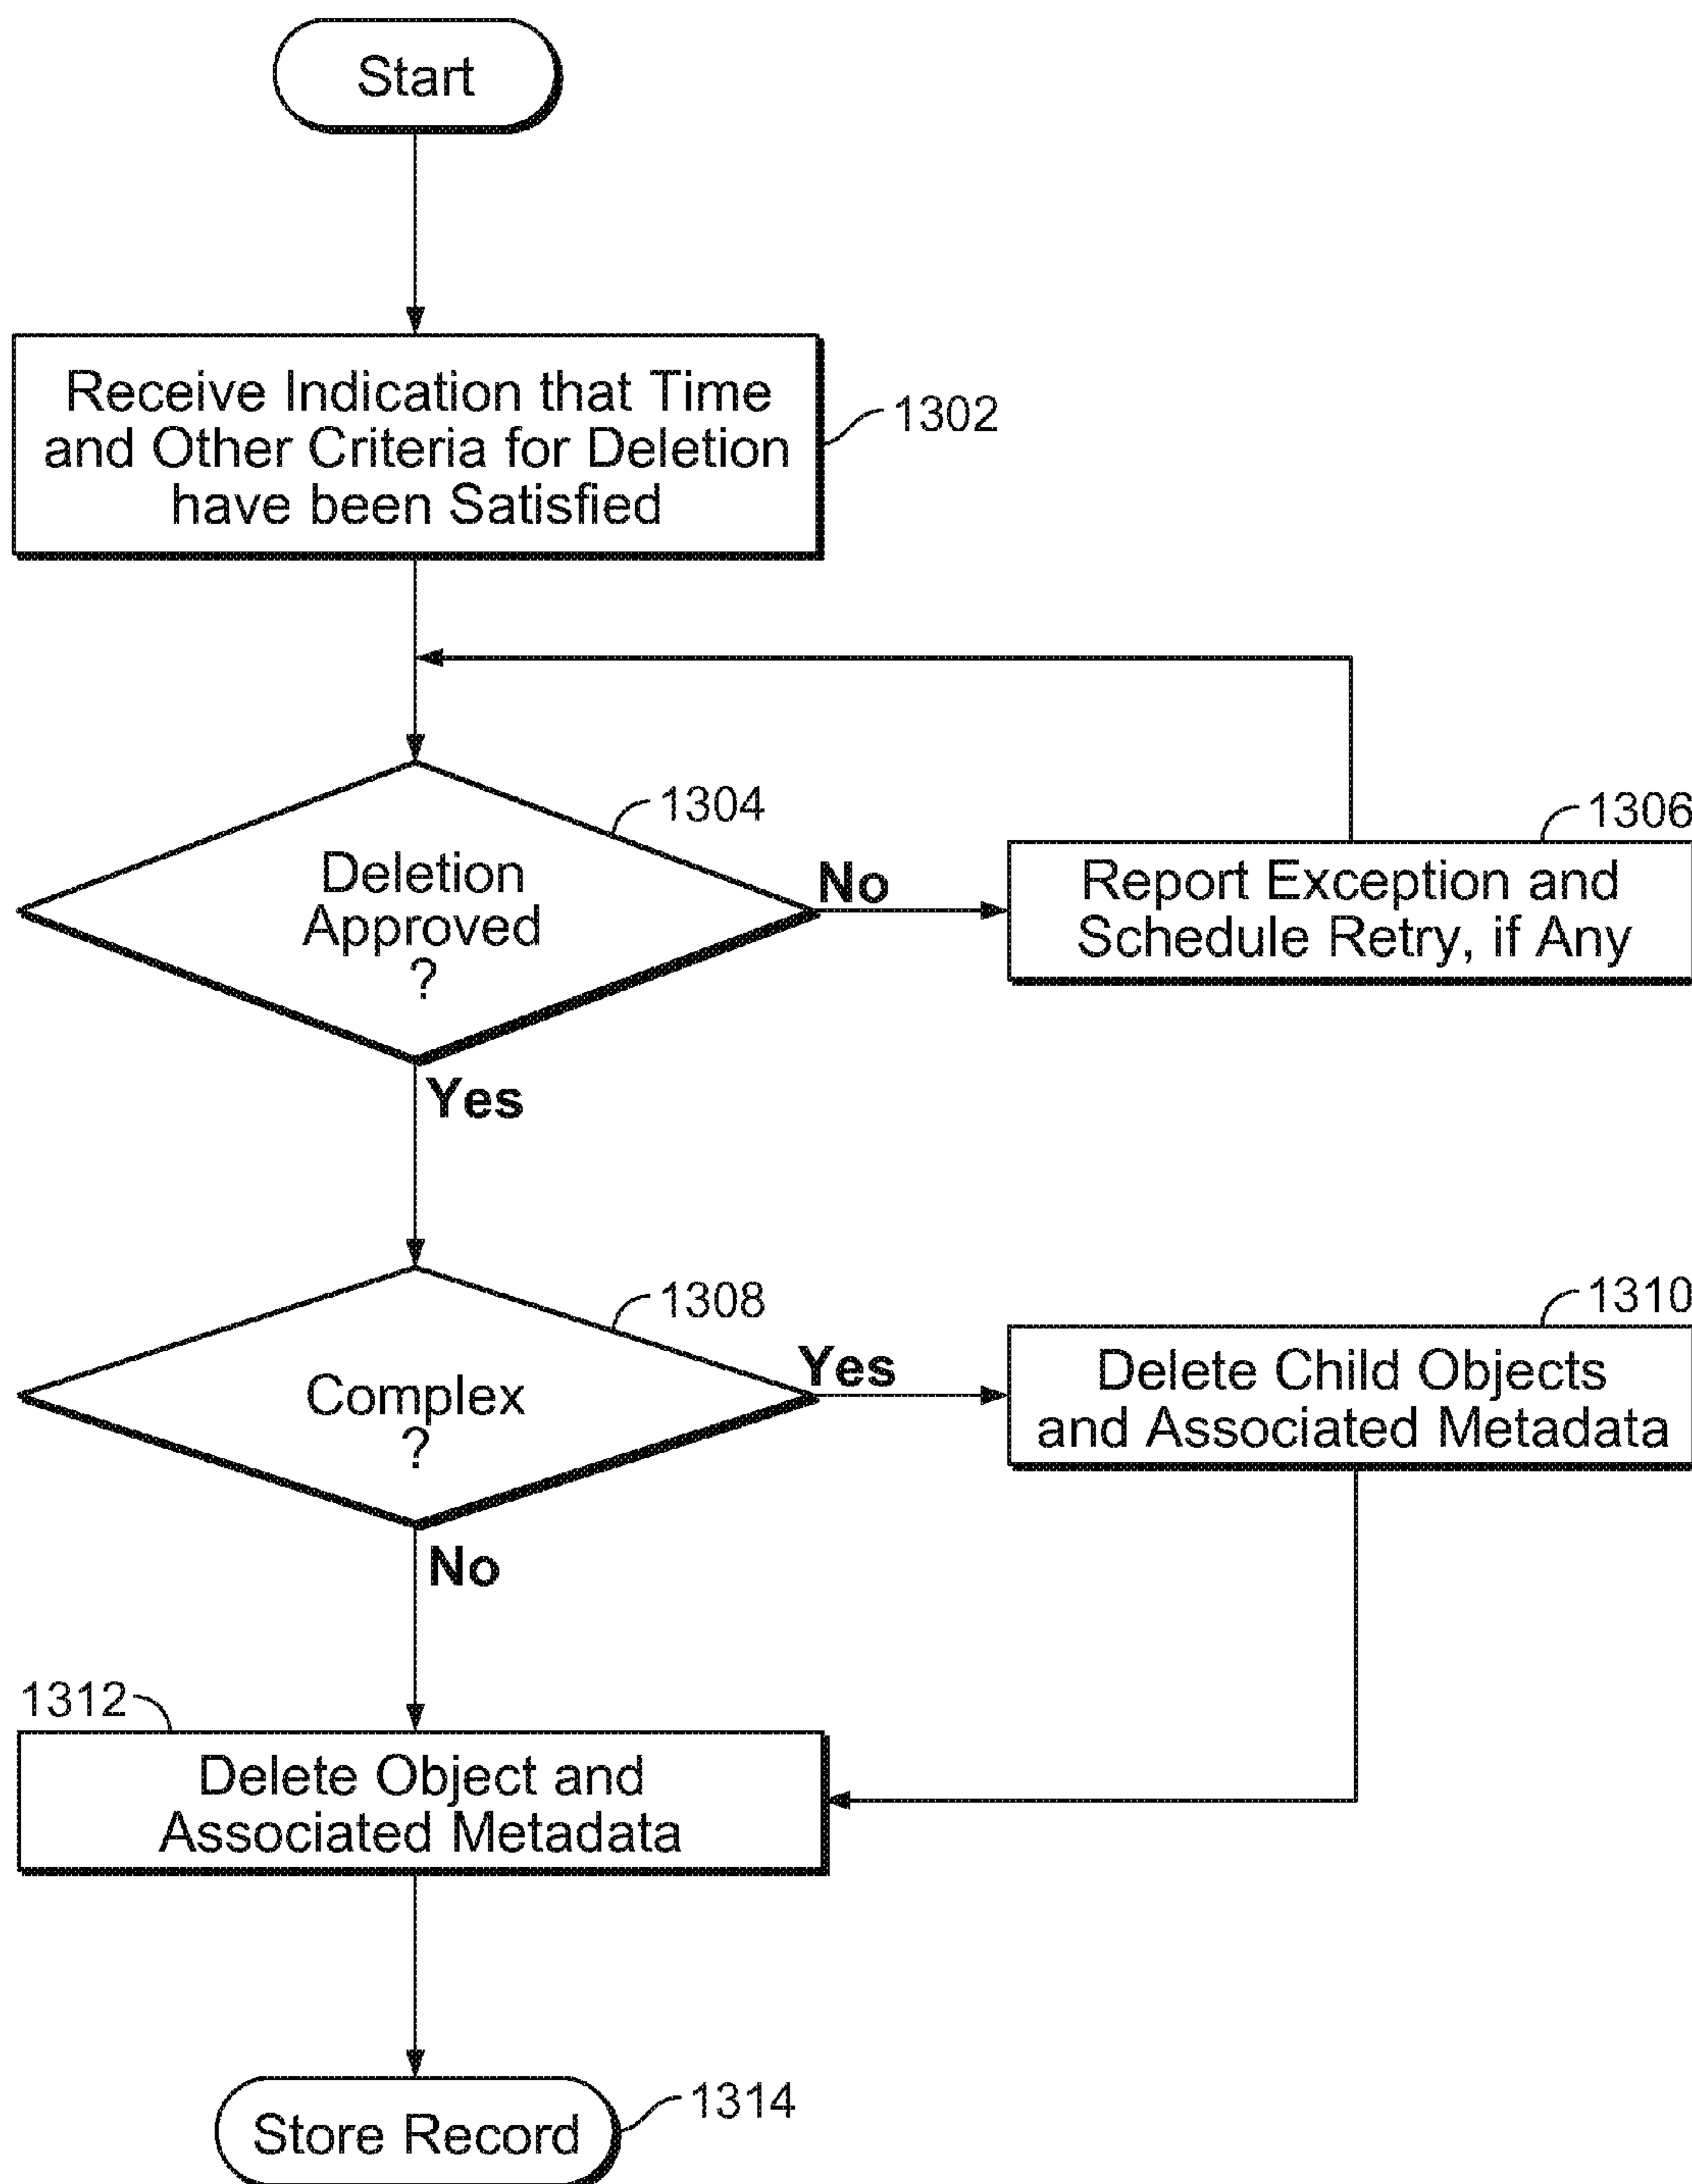 Start
Receive Indication that Time
and Other Criteria for Deletion
have been Satisfied
1302
1304
Deletion
Approved
?
No
1306
Report Exception and
Schedule Retry, if Any
Yes
1308
Complex
?
Yes
1310
Delete Child Objects
and Associated Metadata
No
1312
Delete Object and
Associated Metadata
Store Record
1314